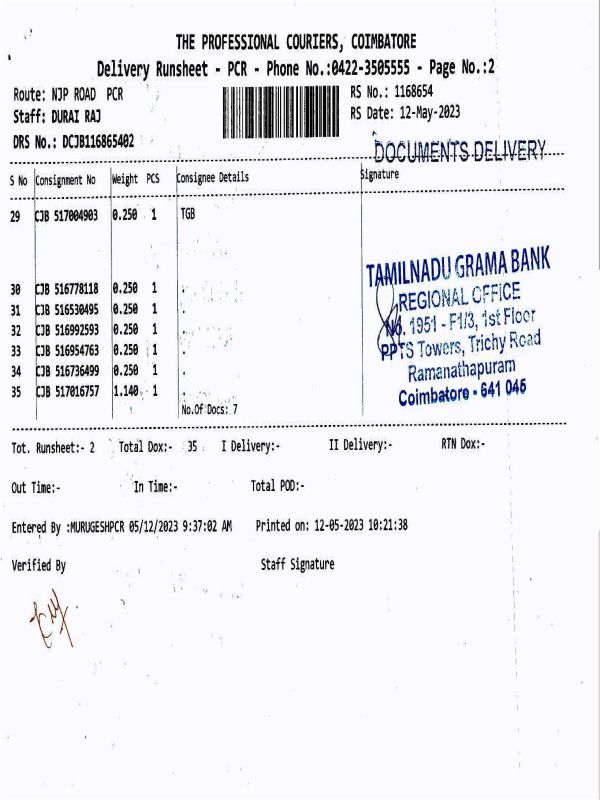 THE PROFESSIONAL COURIERS, COIMBATORE
Delivery Runsheet - PCR - Phone No.:0422-3505555 - Page No.:2
Route: NJP ROAD PCR
RS No.: 1168654
Staff: DURAI RAJ
RS Date: 12-May-2023
DRS No.: DCJB116865402
DOCUMENTS DELIVERY
S No Consignment No Weight PCS Consignee Details Signature
29 CJB 517004903 0.250 1 TGB
30 CJB 516778118 0.250 1 .
31 CJB 516530495 0.250 1 .
32 CJB 516992593 0.250 1 .
33 CJB 516954763 0.250 1 .
34 CJB 516736499 0.250 1 .
35 CJB 517016757 1.140 1 .
No.Of Docs: 7
TAMILNADU GRAMA BANK
REGIONAL OFFICE
No. 1951 - F1/3, 1st Floor
PPTS Towers, Trichy Road
Ramanathapuram
Coimbatore - 641 045
Tot. Runsheet:- 2 Total Dox:- 35 I Delivery:- II Delivery:- RTN Dox:-
Out Time:- In Time:- Total POD:-
Entered By :MURUGESHPCR 05/12/2023 9:37:02 AM Printed on: 12-05-2023 10:21:38
Verified By Staff Signature